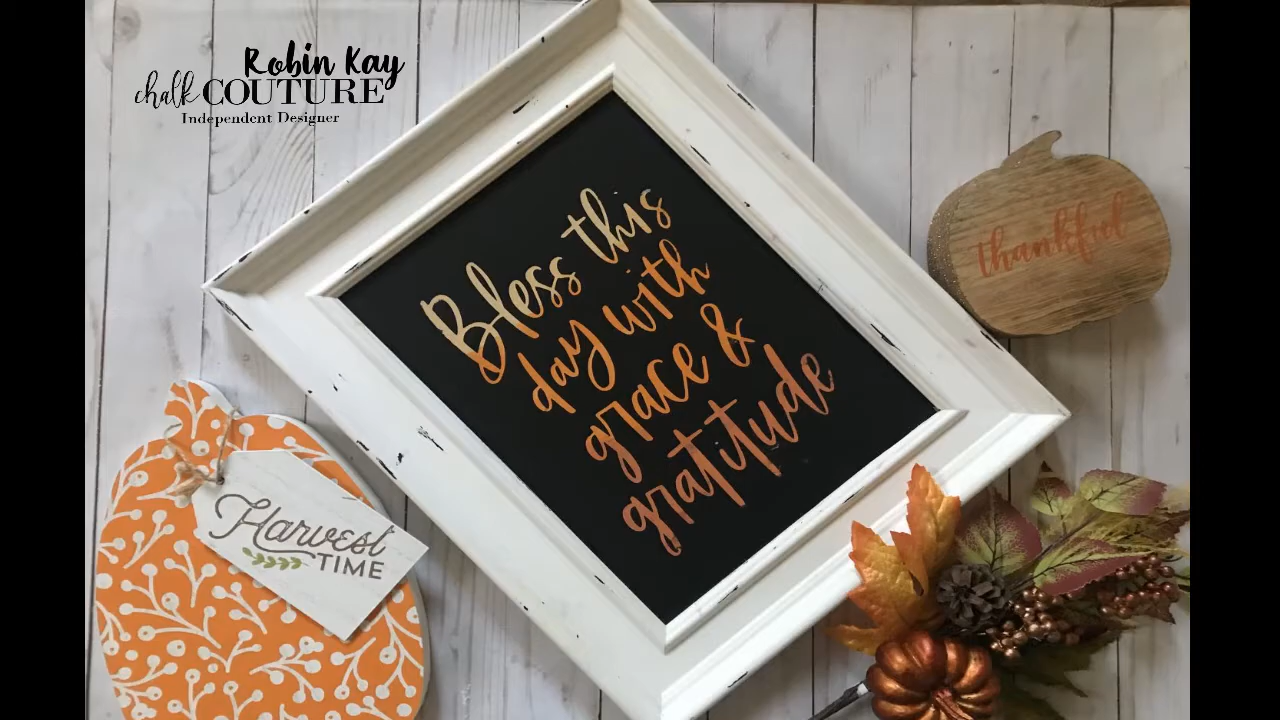 Robin Kay
chalk COUTURE
Independent Designer
Bless this
day with
grace &
gratitude
thankful
Harvest
TIME